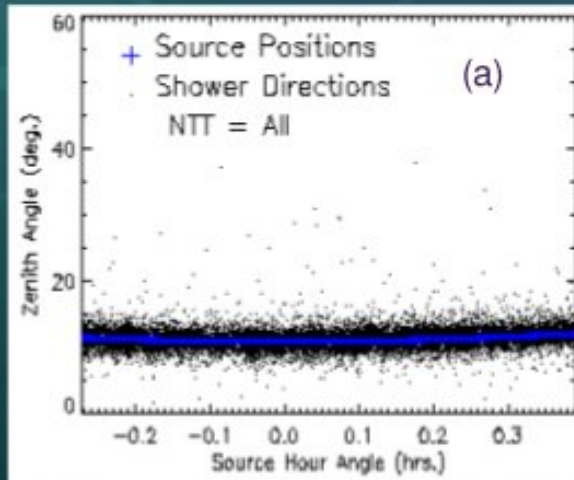 60
+ Source Positions
. Shower Directions
(a)
NTT = All
40
Zenith Angle (deg.)
20
0
-0.2 -0.1 0.0 0.1 0.2 0.3
Source Hour Angle (hrs.)